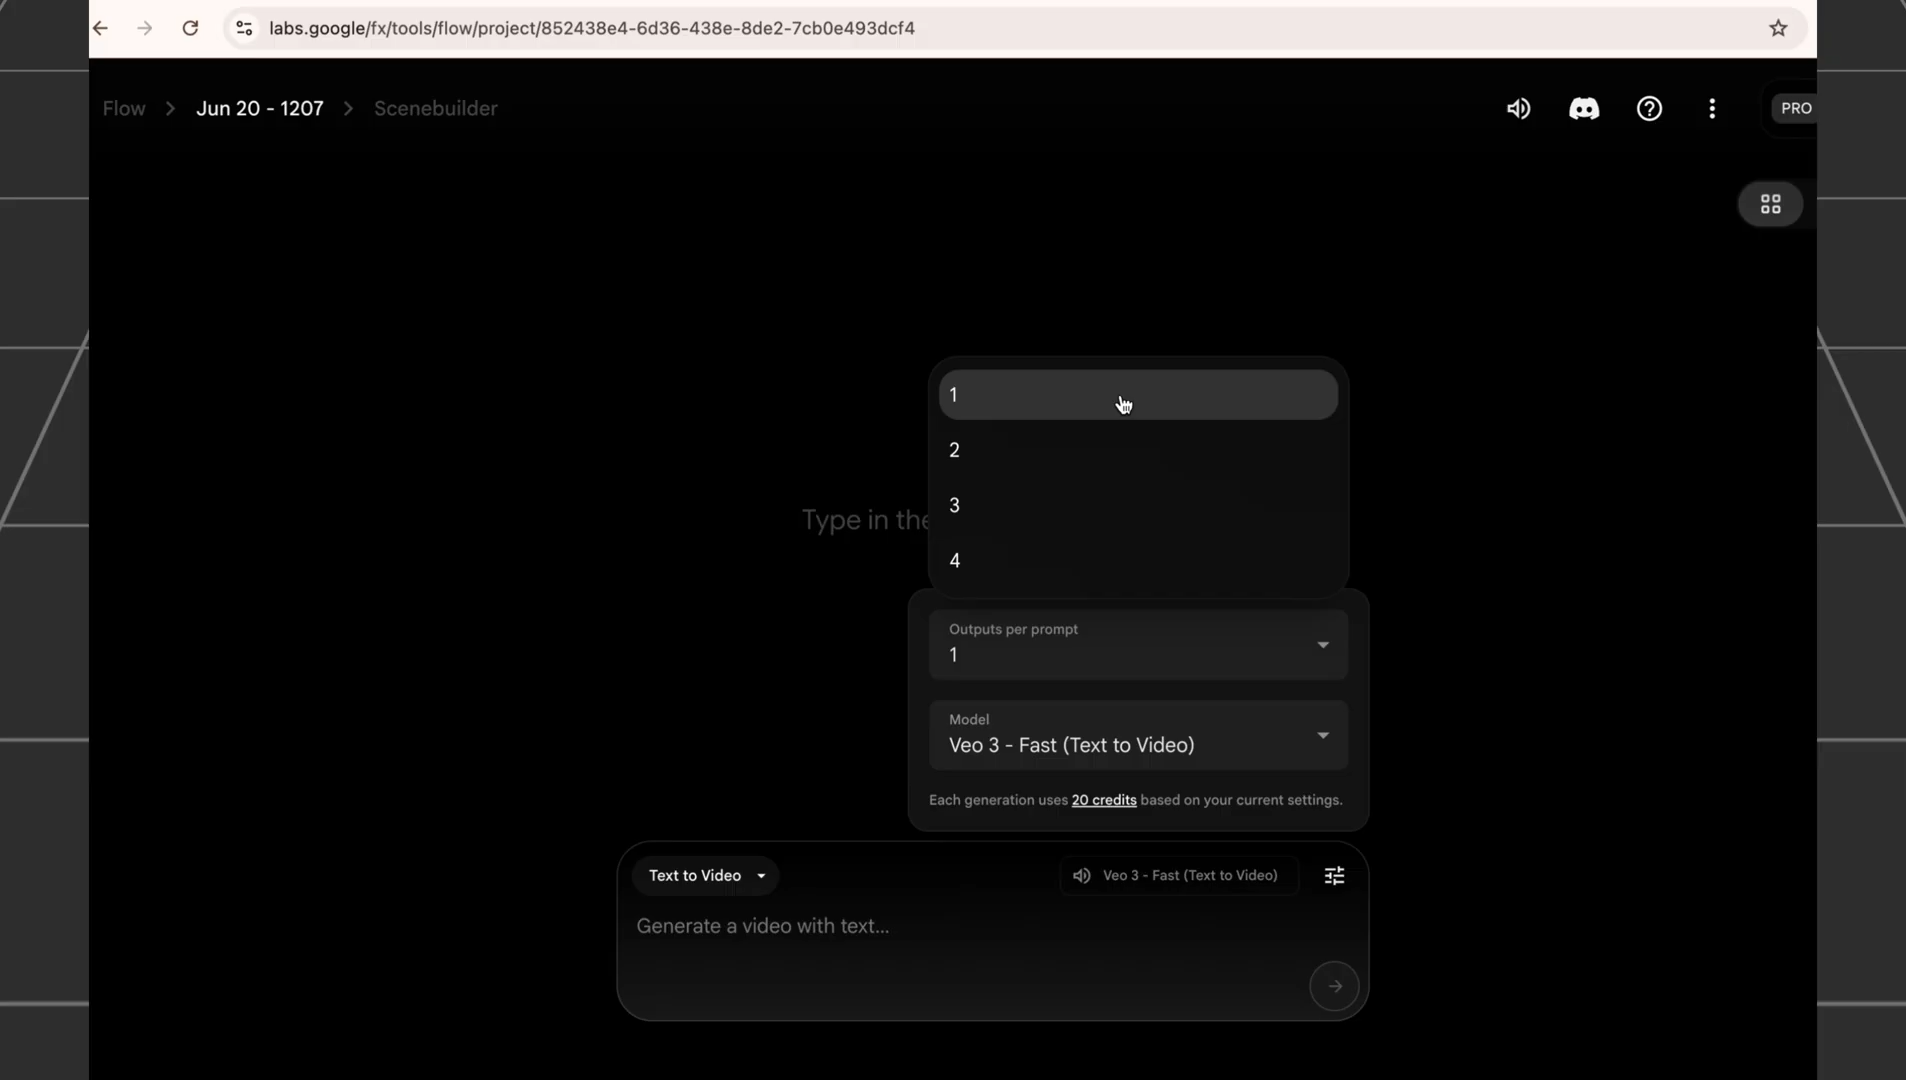 labs.google/fx/tools/flow/project/852438e4-6d36-438e-8de2-7cb0e493dcf4
Flow > Jun 20 - 1207 > Scenebuilder
PRO
1
2
3
Type in the
4
Outputs per prompt
1
Model
Veo 3 - Fast (Text to Video)
Each generation uses 20 credits based on your current settings.
Text to Video
Veo 3 - Fast (Text to Video)
Generate a video with text...